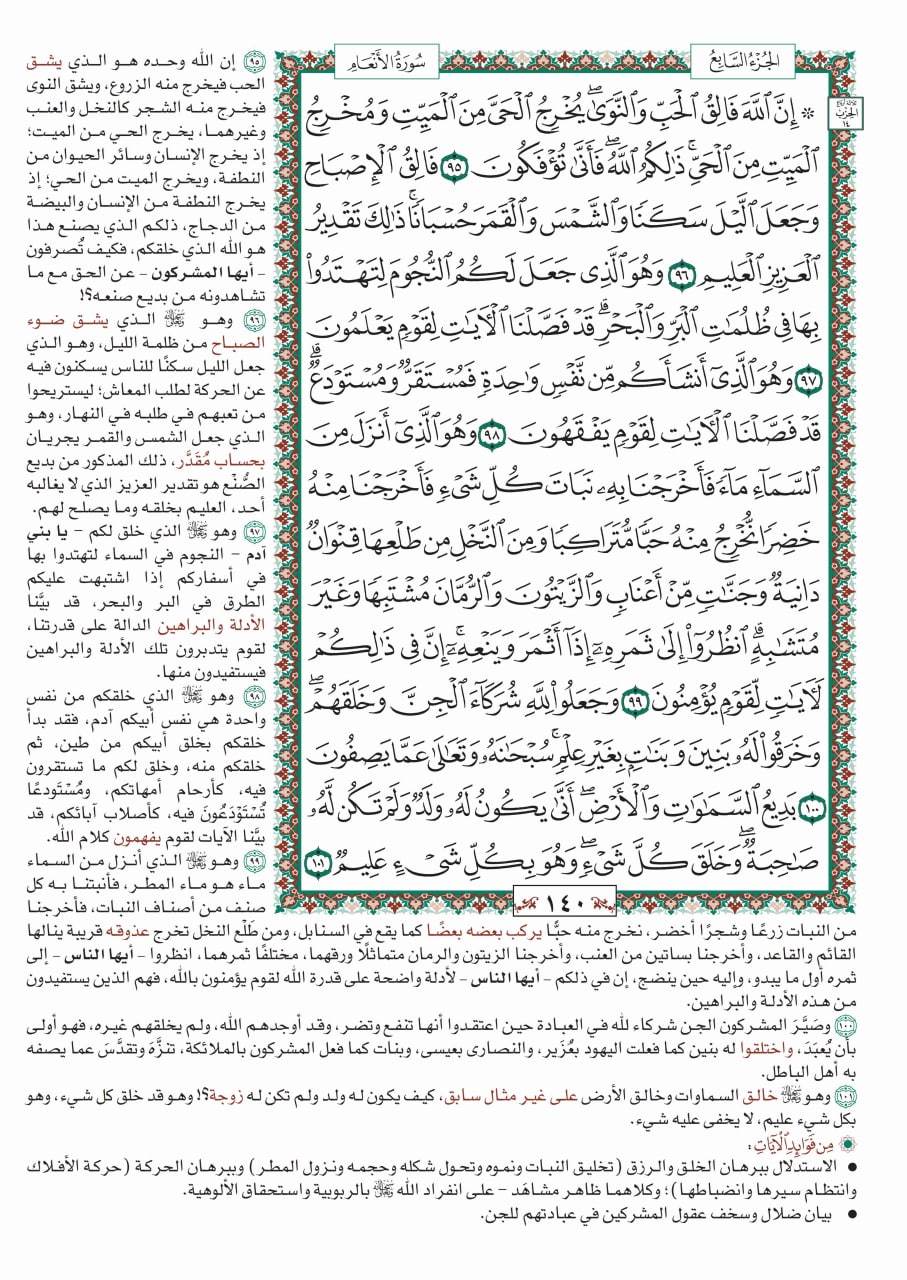 الجُزْءُ السَّابِعُ
سُورَةُ الأَنْعَامِ
۞ إِنَّ ٱللَّهَ فَالِقُ ٱلْحَبِّ وَٱلنَّوَىٰۖ يُخْرِجُ ٱلْحَيَّ مِنَ ٱلْمَيِّتِ وَمُخْرِجُ
ٱلْمَيِّتِ مِنَ ٱلْحَيِّۚ ذَٰلِكُمُ ٱللَّهُۖ فَأَنَّىٰ تُؤْفَكُونَ ٩٥ فَالِقُ ٱلْإِصْبَاحِ
وَجَعَلَ ٱلَّيْلَ سَكَنًا وَٱلشَّمْسَ وَٱلْقَمَرَ حُسْبَانًاۚ ذَٰلِكَ تَقْدِيرُ
ٱلْعَزِيزِ ٱلْعَلِيمِ ٩٦ وَهُوَ ٱلَّذِي جَعَلَ لَكُمُ ٱلنُّجُومَ لِتَهْتَدُواْ
بِهَا فِي ظُلُمَٰتِ ٱلْبَرِّ وَٱلْبَحْرِۗ قَدْ فَصَّلْنَا ٱلْأٓيَٰتِ لِقَوْمٖ يَعْلَمُونَ
٩٧ وَهُوَ ٱلَّذِيٓ أَنشَأَكُم مِّن نَّفْسٖ وَٰحِدَةٖ فَمُسْتَقَرّٞ وَمُسْتَوْدَعٞۗ
قَدْ فَصَّلْنَا ٱلْأٓيَٰتِ لِقَوْمٖ يَفْقَهُونَ ٩٨ وَهُوَ ٱلَّذِيٓ أَنزَلَ مِنَ
ٱلسَّمَآءِ مَآءٗ فَأَخْرَجْنَا بِهِۦ نَبَاتَ كُلِّ شَيْءٖ فَأَخْرَجْنَا مِنْهُ
خَضِرٗا نُّخْرِجُ مِنْهُ حَبّٗا مُّتَرَاكِبٗا وَمِنَ ٱلنَّخْلِ مِن طَلْعِهَا قِنْوَانٞ
دَانِيَةٞ وَجَنَّٰتٖ مِّنْ أَعْنَابٖ وَٱلزَّيْتُونَ وَٱلرُّمَّانَ مُشْتَبِهٗا وَغَيْرَ
مُتَشَٰبِهٍۗ ٱنظُرُوٓاْ إِلَىٰ ثَمَرِهِۦٓ إِذَآ أَثْمَرَ وَيَنْعِهِۦٓۚ إِنَّ فِي ذَٰلِكُمْ
لَأٓيَٰتٖ لِّقَوْمٖ يُؤْمِنُونَ ٩٩ وَجَعَلُواْ لِلَّهِ شُرَكَآءَ ٱلْجِنَّ وَخَلَقَهُمْۖ
وَخَرَقُواْ لَهُۥ بَنِينَ وَبَنَٰتِۭ بِغَيْرِ عِلْمٖۚ سُبْحَٰنَهُۥ وَتَعَٰلَىٰ عَمَّا يَصِفُونَ
١٠٠ بَدِيعُ ٱلسَّمَٰوَٰتِ وَٱلْأَرْضِۖ أَنَّىٰ يَكُونُ لَهُۥ وَلَدٞ وَلَمْ تَكُن لَّهُۥ
صَٰحِبَةٞۖ وَخَلَقَ كُلَّ شَيْءٖۖ وَهُوَ بِكُلِّ شَيْءٍ عَلِيمٞ ١٠١
١٤٠
٩٥ إن الله وحده هو الذي يشق
الحب فيخرج منه الزروع، ويشق النوى
فيخرج منه الشجر كالنخل والعنب
وغيرهما، يخرج الحي من الميت؛
إذ يخرج الإنسان وسائر الحيوان من
النطفة، ويخرج الميت من الحي؛ إذ
يخرج النطفة من الإنسان والبيضة
من الدجاج، ذلكم الذي يصنع هذا
هو الله الذي خلقكم، فكيف تُصرفون
- أيها المشركون - عن الحق مع ما
تشاهدونه من بديع صنعه؟!
٩٦ وهو ﷻ الذي يشق ضوء
الصباح من ظلمة الليل، وهو الذي
جعل الليل سكنًا للناس يسكنون فيه
عن الحركة لطلب المعاش؛ ليستريحوا
من تعبهم في طلبه في النهار، وهو
الذي جعل الشمس والقمر يجريان
بحساب مُقَدَّر، ذلك المذكور من بديع
الصُّنْع هو تقدير العزيز الذي لا يغالبه
أحد، العليم بخلقه وما يصلح لهم.
٩٧ وهو ﷻ الذي خلق لكم - يا بني
آدم - النجوم في السماء لتهتدوا بها
في أسفاركم إذا اشتبهت عليكم
الطرق في البر والبحر، قد بيَّنا
الأدلة والبراهين الدالة على قدرتنا،
لقوم يتدبرون تلك الأدلة والبراهين
فيستفيدون منها.
٩٨ وهو ﷻ الذي خلقكم من نفس
واحدة هي نفس أبيكم آدم، فقد بدأ
خلقكم بخلق أبيكم من طين، ثم
خلقكم منه، وخلق لكم ما تستقرون
فيه، كأرحام أمهاتكم، ومُسْتَودعًا
تُسْتَوْدَعُونَ فيه، كأصلاب آبائكم، قد
بيَّنا الآيات لقوم يفهمون كلام الله.
٩٩ وهو ﷻ الذي أنزل من السماء
ماء هو ماء المطر، فأنبتنا به كل
صنف من أصناف النبات، فأخرجنا
من النبات زرعًا وشجرًا أخضر، نخرج منه حبًّا يركب بعضه بعضًا كما يقع في السنابل، ومن طَلْع النخل تخرج عذوقه قريبة ينالها
القائم والقاعد، وأخرجنا بساتين من العنب، وأخرجنا الزيتون والرمان متماثلًا ورقهما، مختلفًا ثمرهما، انظروا - أيها الناس - إلى
ثمره أول ما يبدو، وإليه حين ينضج، إن في ذلكم - أيها الناس - لأدلة واضحة على قدرة الله لقوم يؤمنون بالله، فهم الذين يستفيدون
من هذه الأدلة والبراهين.
١٠٠ وصَيَّرَ المشركون الجن شركاء لله في العبادة حين اعتقدوا أنها تنفع وتضر، وقد أوجدهم الله، ولم يخلقهم غيره، فهو أولى
بأن يُعبَدَ، واختلقوا له بنين كما فعلت اليهود بعُزَير، والنصارى بعيسى، وبنات كما فعل المشركون بالملائكة، تنزَّهَ وتقدَّسَ عما يصفه
به أهل الباطل.
١٠١ وهو ﷻ خالق السماوات وخالق الأرض على غير مثال سابق، كيف يكون له ولد ولم تكن له زوجة؟! وهو قد خلق كل شيء، وهو
بكل شيء عليم، لا يخفى عليه شيء.
مِن فَوَائِدِ الآيَاتِ:
• الاستدلال ببرهان الخلق والرزق (تخليق النبات ونموه وتحول شكله وحجمه ونزول المطر) وببرهان الحركة (حركة الأفلاك
وانتظام سيرها وانضباطها)؛ وكلاهما ظاهر مشاهَد - على انفراد الله ﷻ بالربوبية واستحقاق الألوهية.
• بيان ضلال وسخف عقول المشركين في عبادتهم للجن.